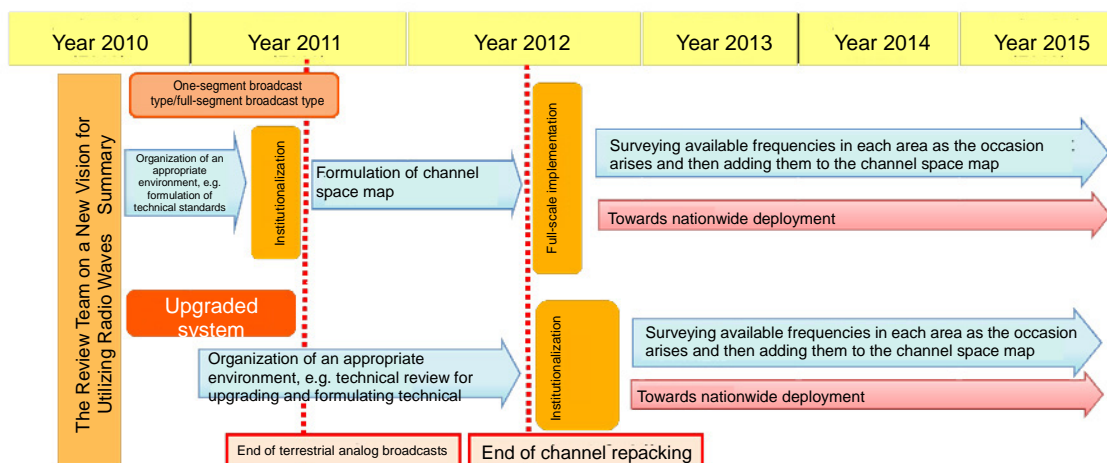 Year 2010
Year 2011
Year 2012
Year 2013
Year 2014
Year 2015
The Review Team on a New Vision for
Utilizing Radio Waves Summary
One-segment broadcast
type/full-segment broadcast type
Organization of an
appropriate
environment, e.g.
formulation of
technical standards
Institutionalization
Formulation of channel
space map
Full-scale implementation
Surveying available frequencies in each area as the occasion
arises and then adding them to the channel space map
Towards nationwide deployment
Upgraded
system
Organization of an appropriate
environment, e.g. technical review for
upgrading and formulating technical
Institutionalization
Surveying available frequencies in each area as the occasion
arises and then adding them to the channel space map
Towards nationwide deployment
End of terrestrial analog broadcasts
End of channel repacking